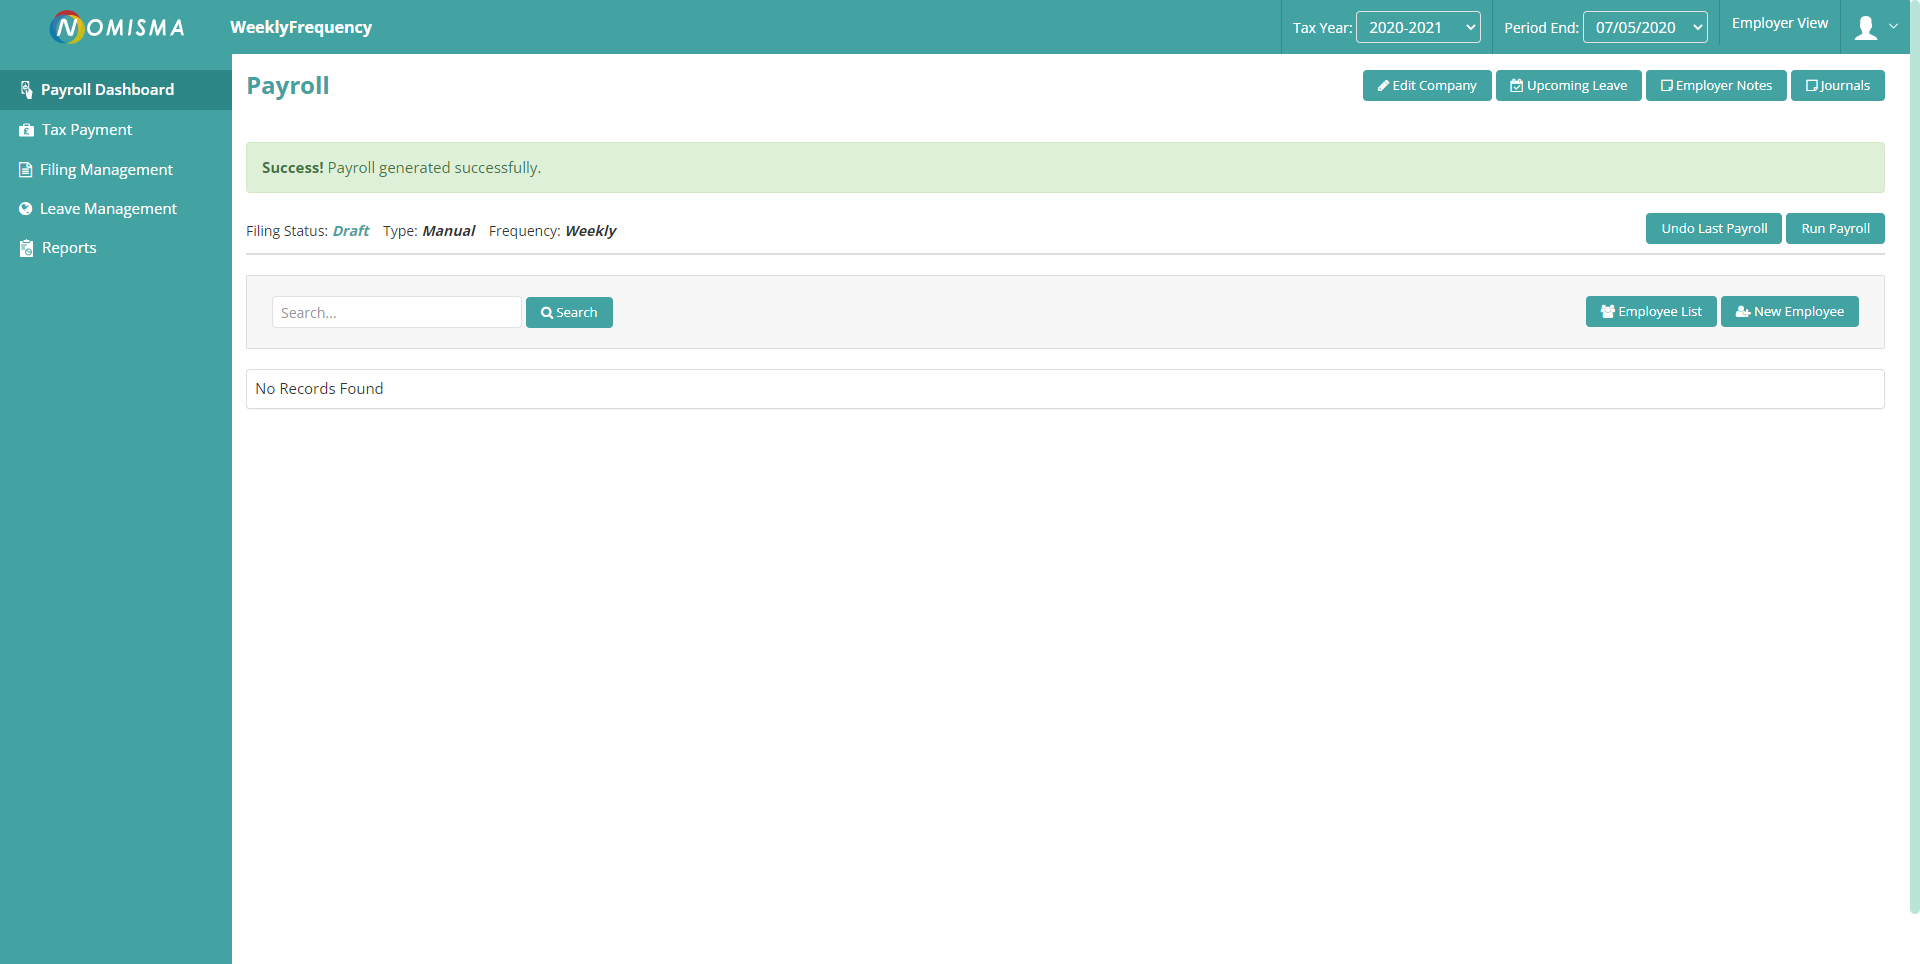 NOMISMA
WeeklyFrequency
Tax Year: 2020-2021
Period End: 07/05/2020
Employer View
Payroll Dashboard
Tax Payment
Filing Management
Leave Management
Reports
Payroll
Edit Company
Upcoming Leave
Employer Notes
Journals
Success! Payroll generated successfully.
Filing Status: Draft Type: Manual Frequency: Weekly
Undo Last Payroll
Run Payroll
Search...
Search
Employee List
New Employee
No Records Found